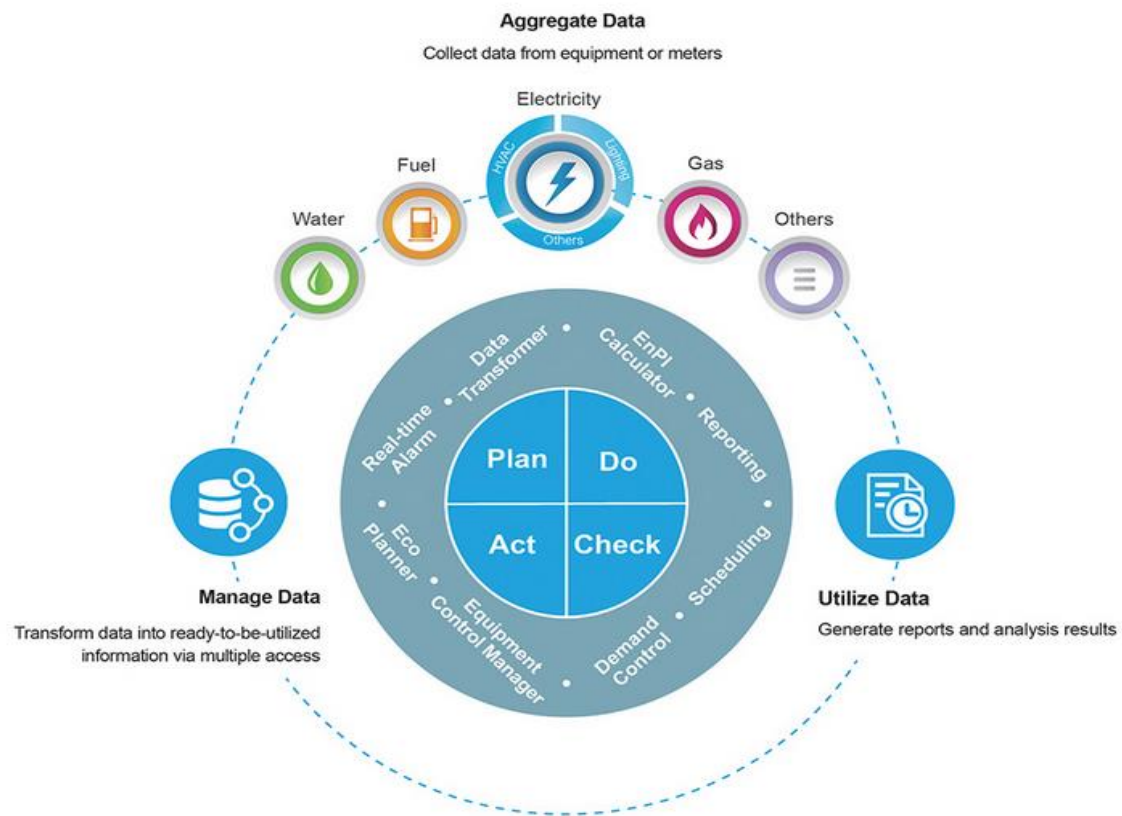 Aggregate Data
Collect data from equipment or meters
Electricity
HVAC
Lighting
Others
Fuel
Gas
Water
Others
Data
Transformer
EnPI
Calculator
Real-time
Alarm
Reporting
Plan
Do
Act
Check
Eco
Planner
Scheduling
Equipment
Control Manager
Demand
Control
Manage Data
Transform data into ready-to-be-utilized
information via multiple access
Utilize Data
Generate reports and analysis results